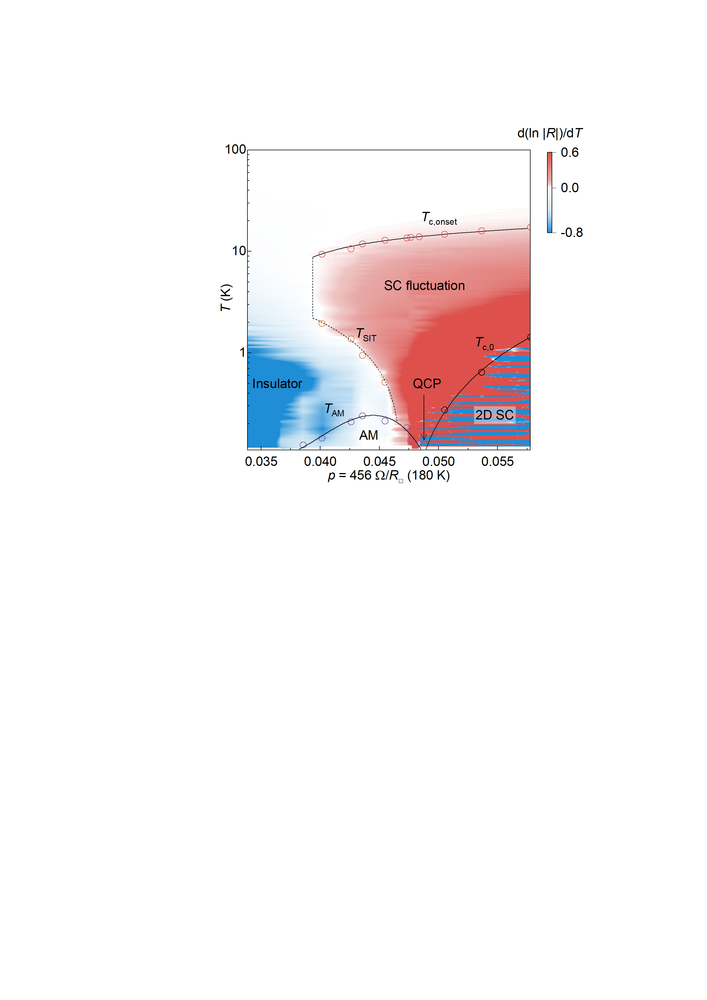 d(ln |R|)/dT
0.6
0.0
-0.8
100
10
1
T (K)
Tc,onset
SC fluctuation
TSIT
Tc,0
Insulator
QCP
TAM
2D SC
AM
0.035 0.040 0.045 0.050 0.055
p = 456 Ω/R□ (180 K)